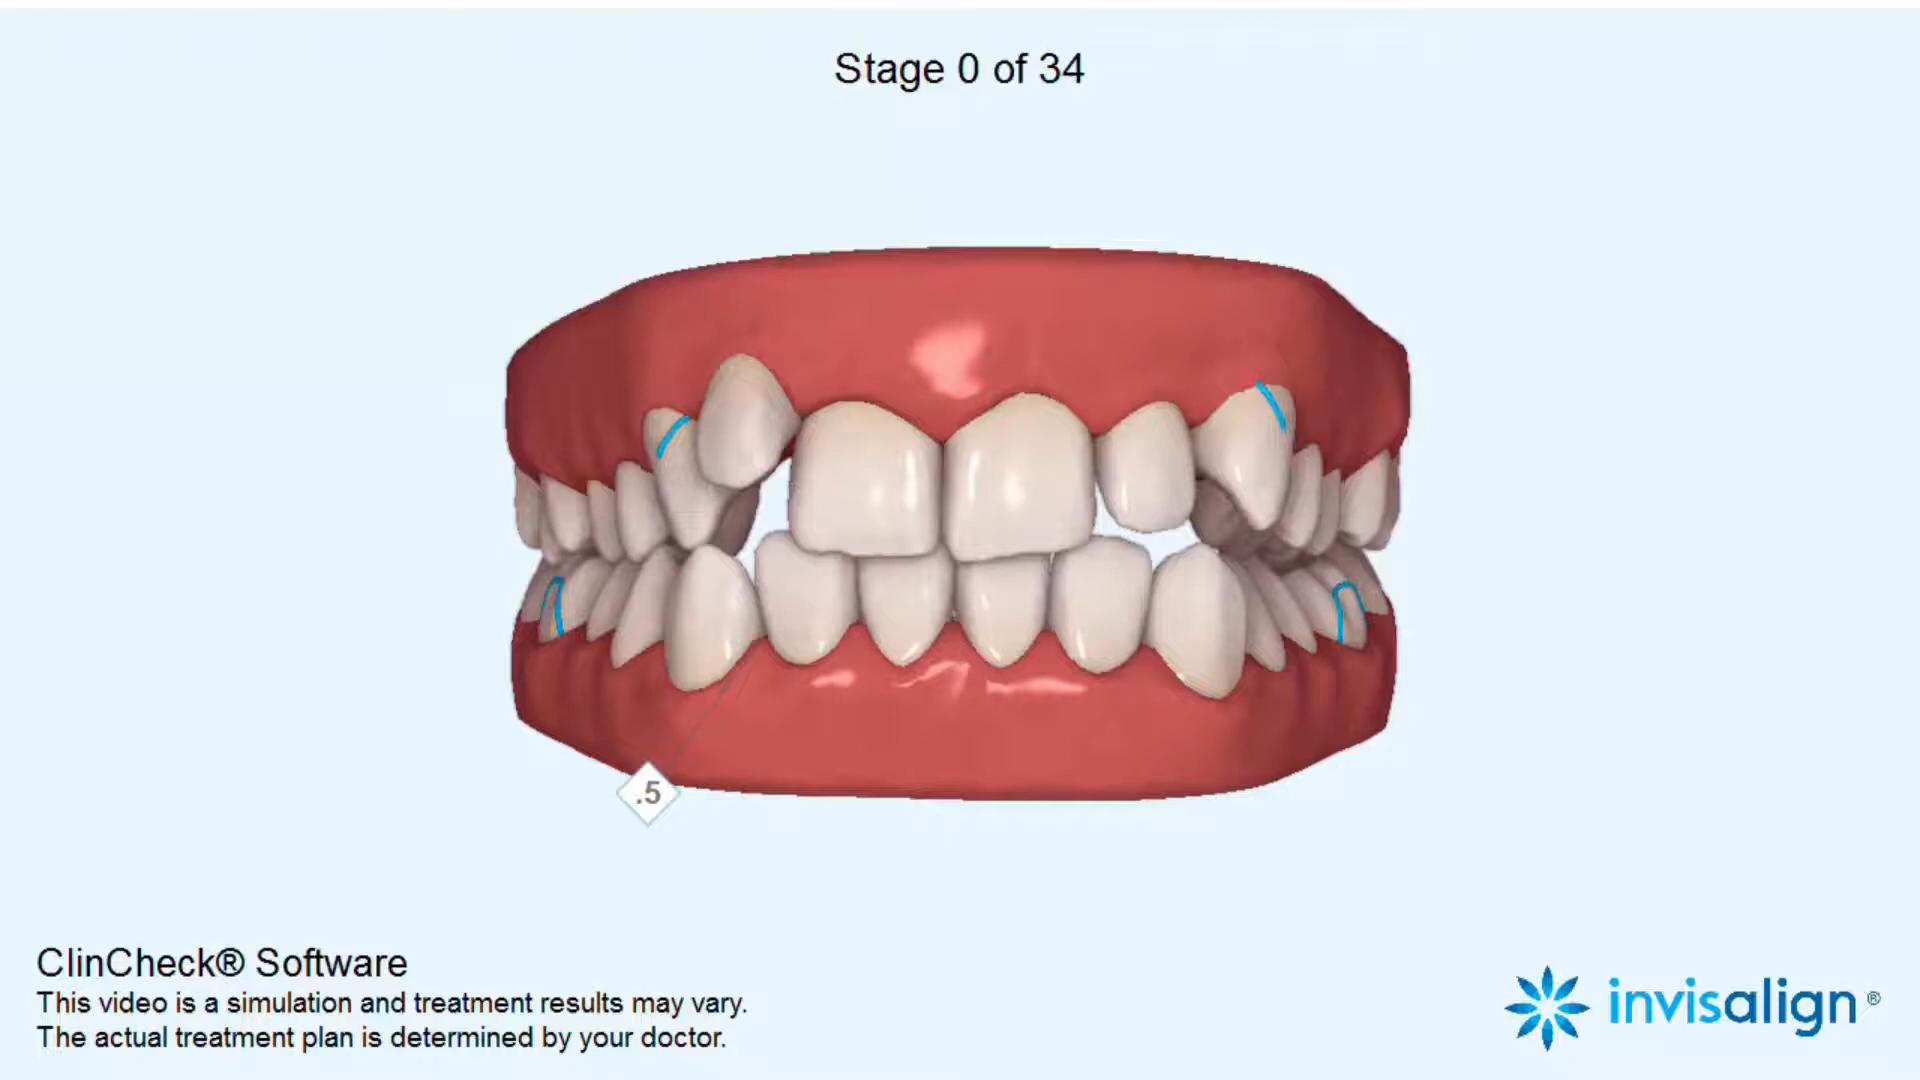 Stage 0 of 34
.5
ClinCheck® Software
This video is a simulation and treatment results may vary.
The actual treatment plan is determined by your doctor.
invisalign®